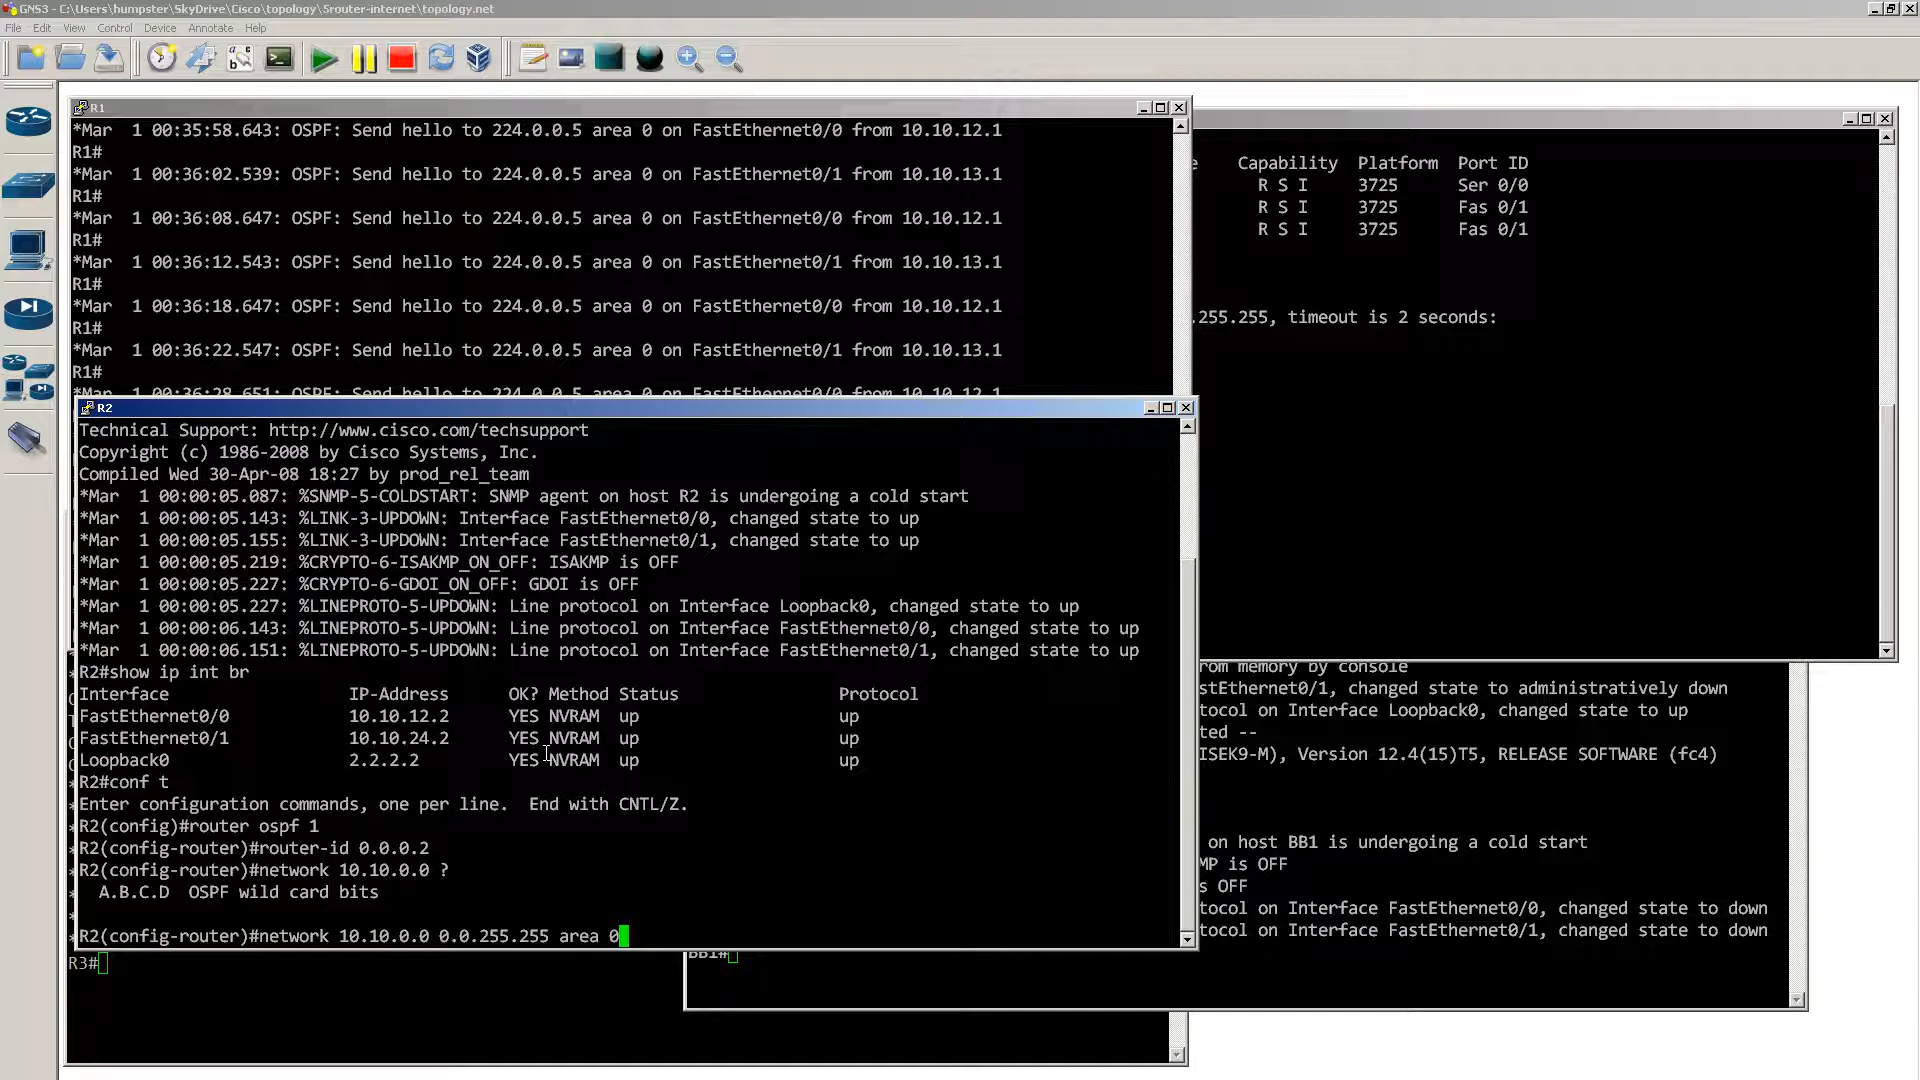 GNS3 - C:\Users\humpster\SkyDrive\Cisco\topology\5router-internet\topology.net
File Edit View Control Device Annotate Help
R1
*Mar  1 00:35:58.643: OSPF: Send hello to 224.0.0.5 area 0 on FastEthernet0/0 from 10.10.12.1
R1#
*Mar  1 00:36:02.539: OSPF: Send hello to 224.0.0.5 area 0 on FastEthernet0/1 from 10.10.13.1
R1#
*Mar  1 00:36:08.647: OSPF: Send hello to 224.0.0.5 area 0 on FastEthernet0/0 from 10.10.12.1
R1#
*Mar  1 00:36:12.543: OSPF: Send hello to 224.0.0.5 area 0 on FastEthernet0/1 from 10.10.13.1
R1#
*Mar  1 00:36:18.647: OSPF: Send hello to 224.0.0.5 area 0 on FastEthernet0/0 from 10.10.12.1
R1#
*Mar  1 00:36:22.547: OSPF: Send hello to 224.0.0.5 area 0 on FastEthernet0/1 from 10.10.13.1
R1#
*Mar  1 00:36:28.651: OSPF: Send hello to 224.0.0.5 area 0 on FastEthernet0/0 from 10.10.12.1
e    Capability  Platform  Port ID
R S I     3725      Ser 0/0
R S I     3725      Fas 0/1
R S I     3725      Fas 0/1
.255.255, timeout is 2 seconds:
R2
Technical Support: http://www.cisco.com/techsupport
Copyright (c) 1986-2008 by Cisco Systems, Inc.
Compiled Wed 30-Apr-08 18:27 by prod_rel_team
*Mar  1 00:00:05.087: %SNMP-5-COLDSTART: SNMP agent on host R2 is undergoing a cold start
*Mar  1 00:00:05.143: %LINK-3-UPDOWN: Interface FastEthernet0/0, changed state to up
*Mar  1 00:00:05.155: %LINK-3-UPDOWN: Interface FastEthernet0/1, changed state to up
*Mar  1 00:00:05.219: %CRYPTO-6-ISAKMP_ON_OFF: ISAKMP is OFF
*Mar  1 00:00:05.227: %CRYPTO-6-GDOI_ON_OFF: GDOI is OFF
*Mar  1 00:00:05.227: %LINEPROTO-5-UPDOWN: Line protocol on Interface Loopback0, changed state to up
*Mar  1 00:00:06.143: %LINEPROTO-5-UPDOWN: Line protocol on Interface FastEthernet0/0, changed state to up
*Mar  1 00:00:06.151: %LINEPROTO-5-UPDOWN: Line protocol on Interface FastEthernet0/1, changed state to up
R2#show ip int br
Interface                  IP-Address      OK? Method Status                Protocol
FastEthernet0/0            10.10.12.2      YES NVRAM  up                    up
FastEthernet0/1            10.10.24.2      YES NVRAM  up                    up
Loopback0                  2.2.2.2         YES NVRAM  up                    up
R2#conf t
Enter configuration commands, one per line.  End with CNTL/Z.
R2(config)#router ospf 1
R2(config-router)#router-id 0.0.0.2
R2(config-router)#network 10.10.0.0 ?
  A.B.C.D  OSPF wild card bits
R2(config-router)#network 10.10.0.0 0.0.255.255 area 0
R3#
from memory by console
stEthernet0/1, changed state to administratively down
tocol on Interface Loopback0, changed state to up
ted --
ISEK9-M), Version 12.4(15)T5, RELEASE SOFTWARE (fc4)
on host BB1 is undergoing a cold start
MP is OFF
s OFF
tocol on Interface FastEthernet0/0, changed state to down
tocol on Interface FastEthernet0/1, changed state to down
BB1#